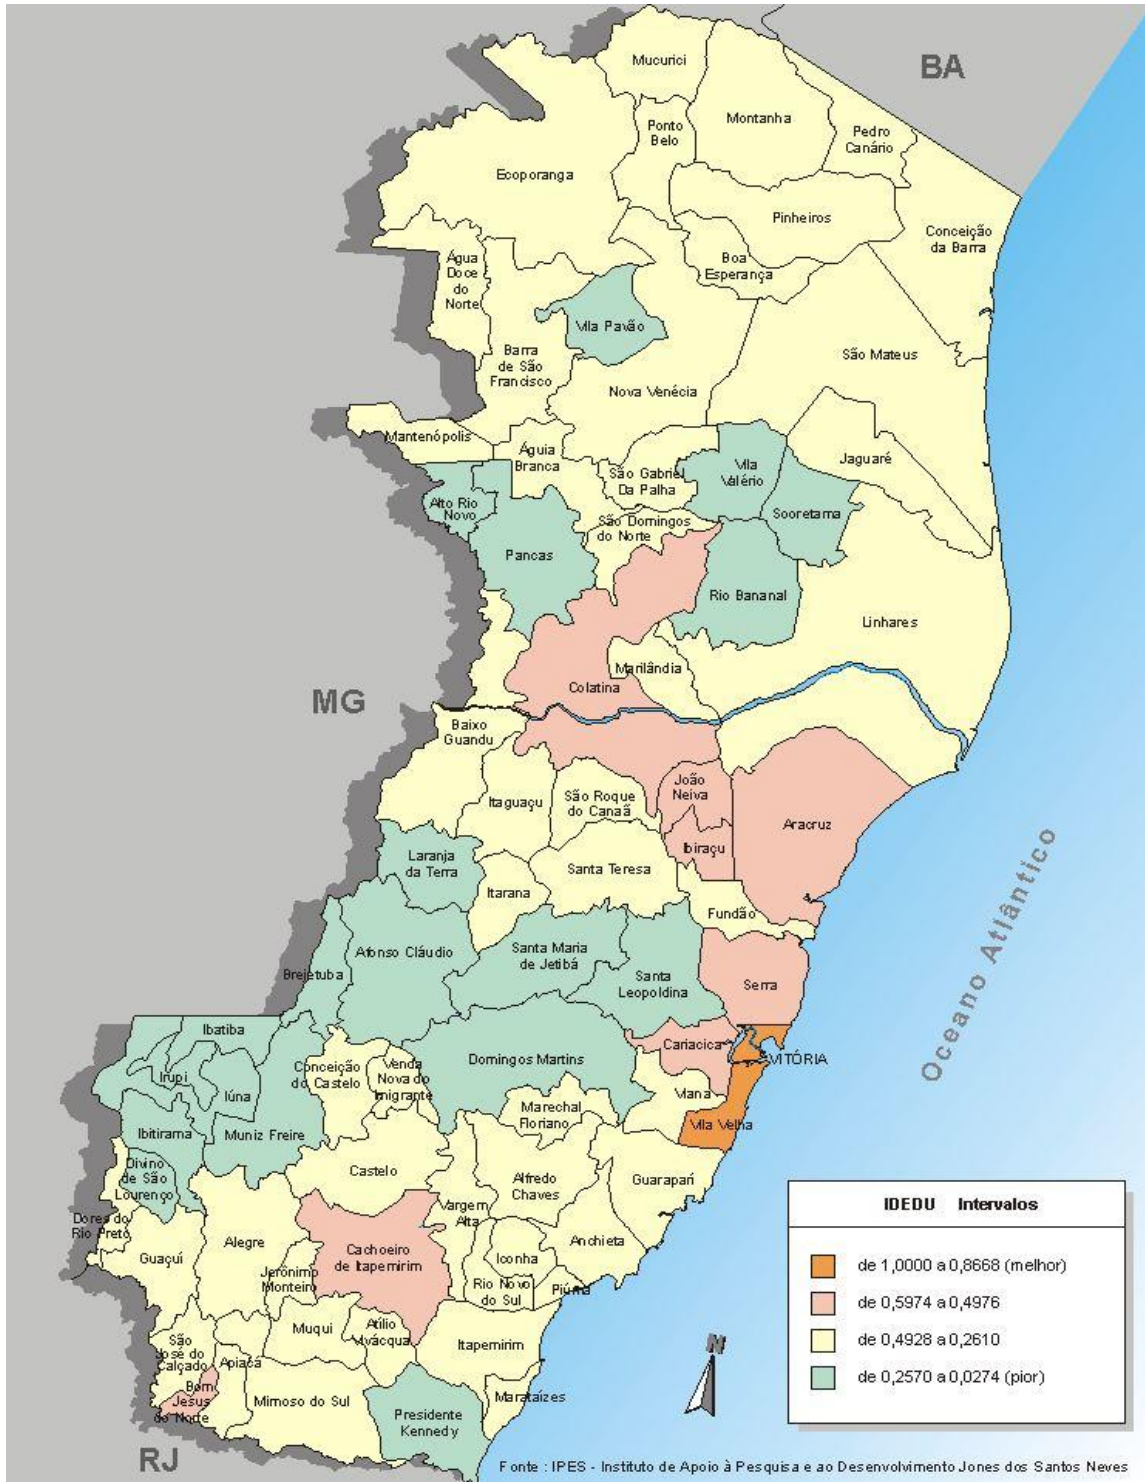 BA
Mucurici
Montanha
Ponto
Belo
Pedro
Canário
Ecoporanga
Pinheiros
Conceição
da Barra
Água
Doce
do
Norte
Boa
Esperança
Vila Pavão
Barra
de São
Francisco
São Mateus
Nova Venécia
Mantenópolis
Águia
Branca
São Gabriel
Da Palha
Vila
Valério
Jaguaré
Alto Rio
Novo
Sooretama
São Domingos
do Norte
Pancas
Rio Bananal
Linhares
Marilândia
Colatina
MG
Baixo
Guandu
Itaguaçu
São Roque
do Canaã
João
Neiva
Aracruz
Ibiraçu
Laranja
da Terra
Santa Teresa
Itarana
Fundão
Oceano Atlântico
Afonso Cláudio
Santa Maria
de Jetibá
Brejetuba
Santa
Leopoldina
Serra
Ibatiba
Cariacica
VITÓRIA
Domingos Martins
Conceição
do Castelo
Venda
Nova do
Imigrante
Irupi
Iúna
Viana
Marechal
Floriano
Vila Velha
Ibitirama
Muniz Freire
Divino
de São
Lourenço
Castelo
Alfredo
Chaves
Guarapari
Vargem
Alta
Dores do
Rio Preto
Guaçuí
Alegre
Cachoeiro
de Itapemirim
Anchieta
Iconha
Jerônimo
Monteiro
Rio Novo
do Sul
Piúma
Muqui
Atílio
Vivácqua
Itapemirim
São
José do
Calçado
Apiacá
Bom
Jesus
do Norte
Mimoso do Sul
Marataízes
Presidente
Kennedy
RJ
N
IDEDU Intervalos
de 1,0000 a 0,8668 (melhor)
de 0,5974 a 0,4976
de 0,4928 a 0,2610
de 0,2570 a 0,0274 (pior)
Fonte : IPES - Instituto de Apoio à Pesquisa e ao Desenvolvimento Jones dos Santos Neves